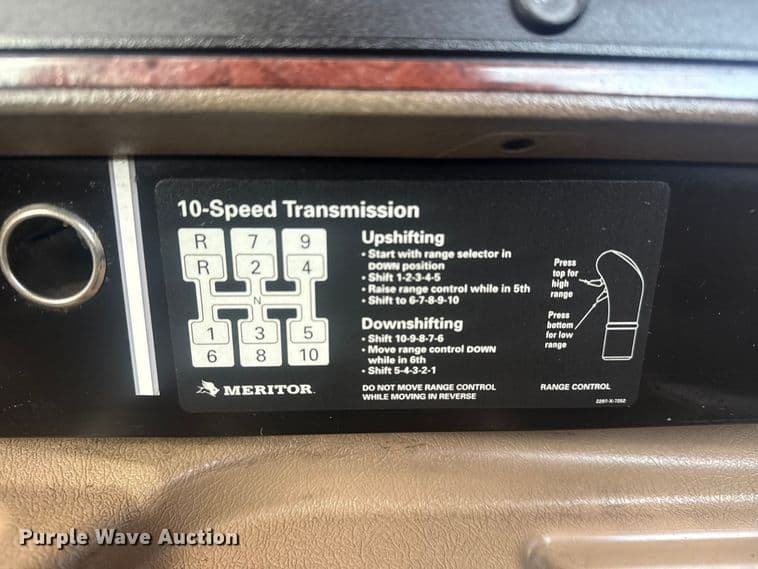 10-Speed Transmission
R 7 9
R 2 4
N
1 3 5
6 8 10
MERITOR
Upshifting
• Start with range selector in
DOWN position
• Shift 1-2-3-4-5
• Raise range control while in 5th
• Shift to 6-7-8-9-10
Downshifting
• Shift 10-9-8-7-6
• Move range control DOWN
while in 6th
• Shift 5-4-3-2-1
DO NOT MOVE RANGE CONTROL
WHILE MOVING IN REVERSE
Press
top for
high
range
Press
bottom
for low
range
RANGE CONTROL
2297-X-7252
Purple Wave Auction